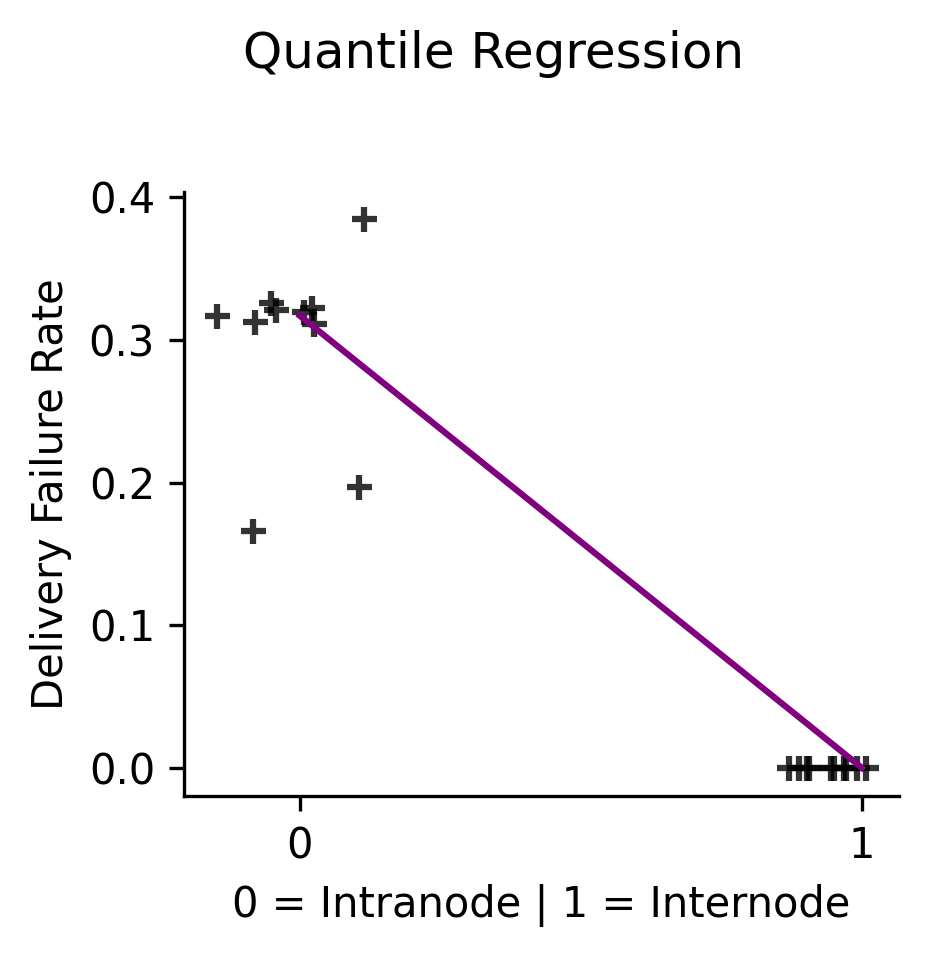 Quantile Regression
0.4
0.3
0.2
0.1
0.0
Delivery Failure Rate
0
1
0 = Intranode | 1 = Internode